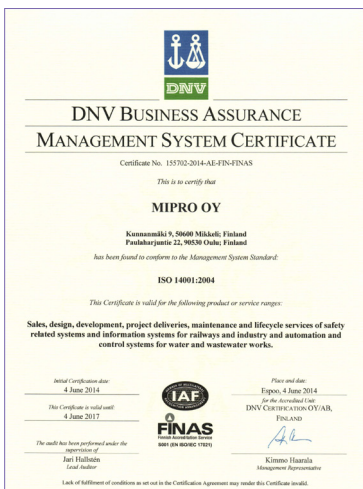 DNV
DNV BUSINESS ASSURANCE
MANAGEMENT SYSTEM CERTIFICATE
Certificate No. 155702-2014-AE-FIN-FINAS
This is to certify that
MIPRO OY
Kunnanmäki 9, 50600 Mikkeli; Finland
Paulaharjuntie 22, 90530 Oulu; Finland
has been found to conform to the Management System Standard:
ISO 14001:2004
This Certificate is valid for the following product or service ranges:
Sales, design, development, project deliveries, maintenance and lifecycle services of safety
related systems and information systems for railways and industry and automation and
control systems for water and wastewater works.
Initial Certification date:
4 June 2014
This Certificate is valid until:
4 June 2017
The audit has been performed under the
supervision of
Jari Hallstén
Lead Auditor
IAF
FINAS
Finnish Accreditation Service
S001 (EN ISO/IEC 17021)
Place and date:
Espoo, 4 June 2014
for the Accredited Unit:
DNV CERTIFICATION OY/AB,
FINLAND
Kimmo Haarala
Management Representative
Lack of fulfilment of conditions as set out in the Certification Agreement may render this Certificate invalid.